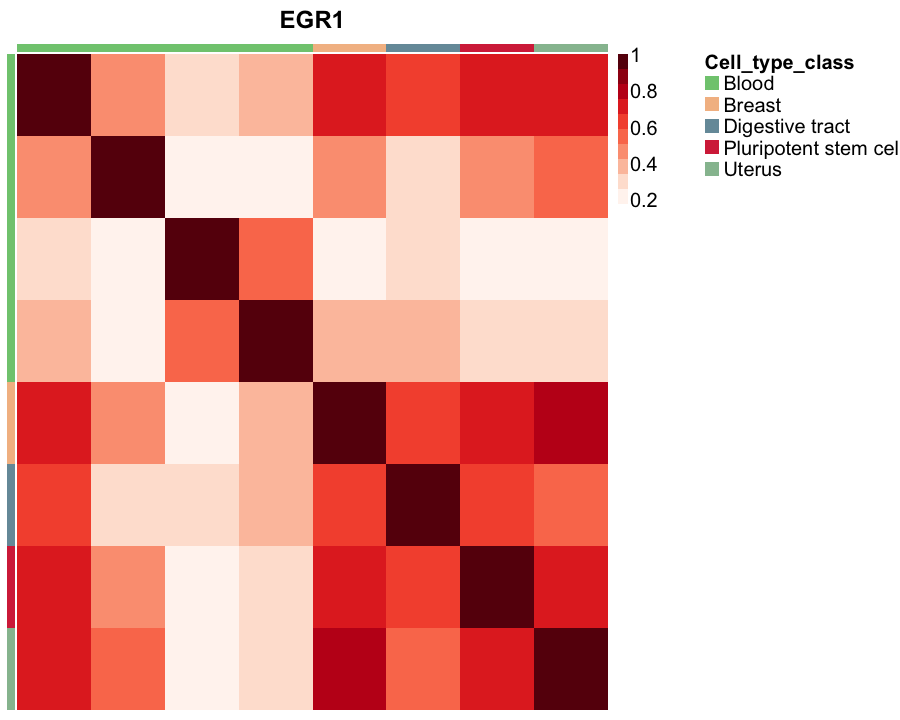 EGR1
1
0.8
0.6
0.4
0.2
Cell_type_class
Blood
Breast
Digestive tract
Pluripotent stem cel
Uterus